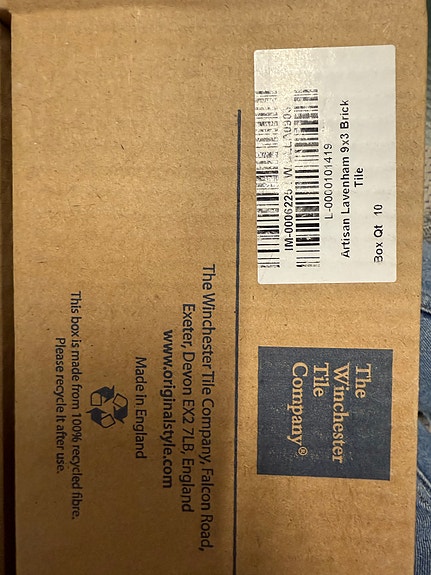 IM-0006225
L-0000101419
Artisan Lavenham 9x3 Brick
Tile
Box Qt 10
The
Winchester
Tile
Company®
The Winchester Tile Company, Falcon Road,
Exeter, Devon EX2 7LB, England
www.originalstyle.com
Made in England
This box is made from 100% recycled fibre.
Please recycle it after use.